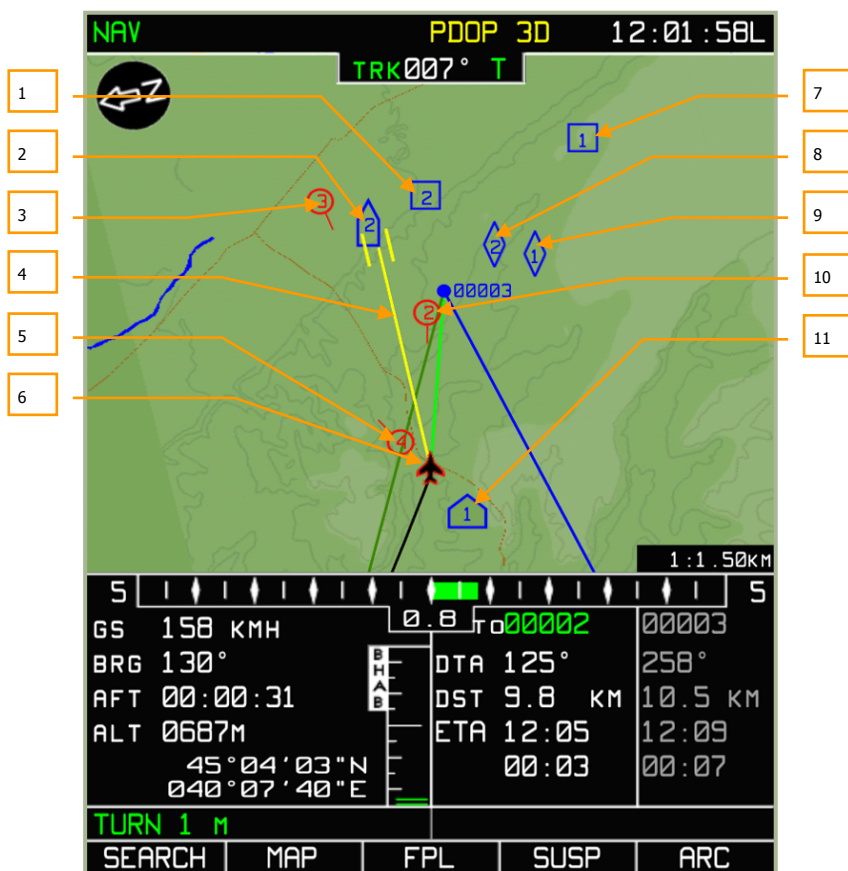 NAV PDOP 3D 12:01:58L
TRK007° T
N
1
2
3
4
5
6
7
8
9
10
11
1
2
3
2
2
1
00003
2
4
1
1:1.50KM
5 5
0.8
GS 158 KMH TO00002 00003
BRG 130° DTA 125° 258°
BHAB
AFT 00:00:31 DST 9.8 KM 10.5 KM
ALT 0687M ETA 12:05 12:09
45°04'03"N 00:03 00:07
040°07'40"E
TURN 1 M
SEARCH MAP FPL SUSP ARC